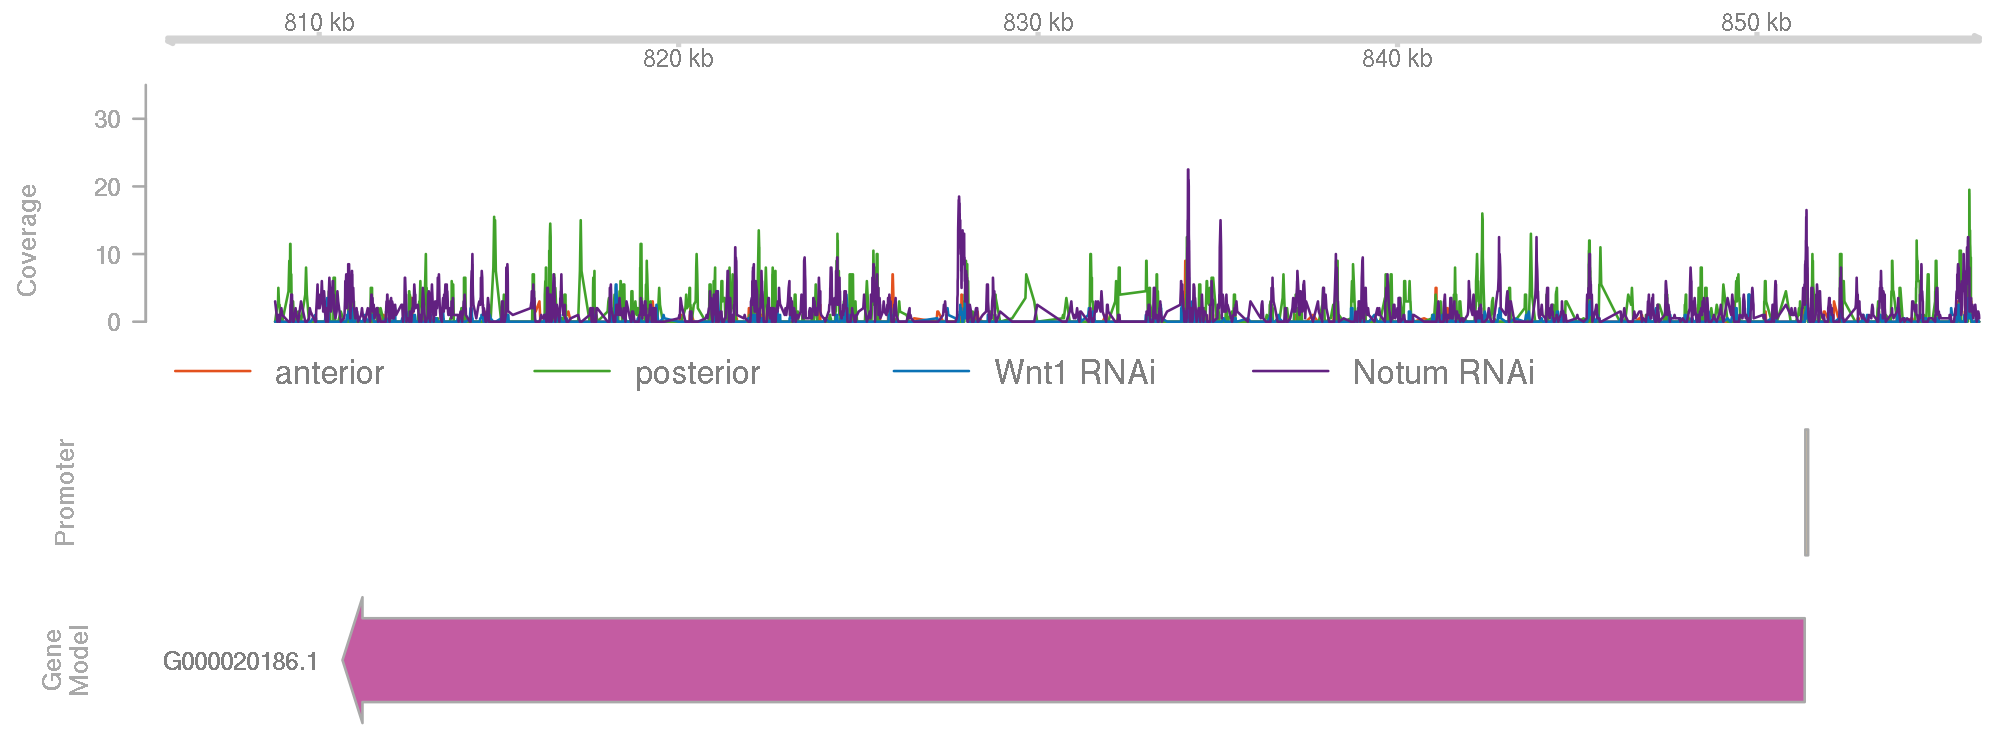 810 kb
830 kb
850 kb
820 kb
840 kb
Coverage
30
20
10
0
anterior
posterior
Wnt1 RNAi
Notum RNAi
Promoter
Gene
Model
G000020186.1